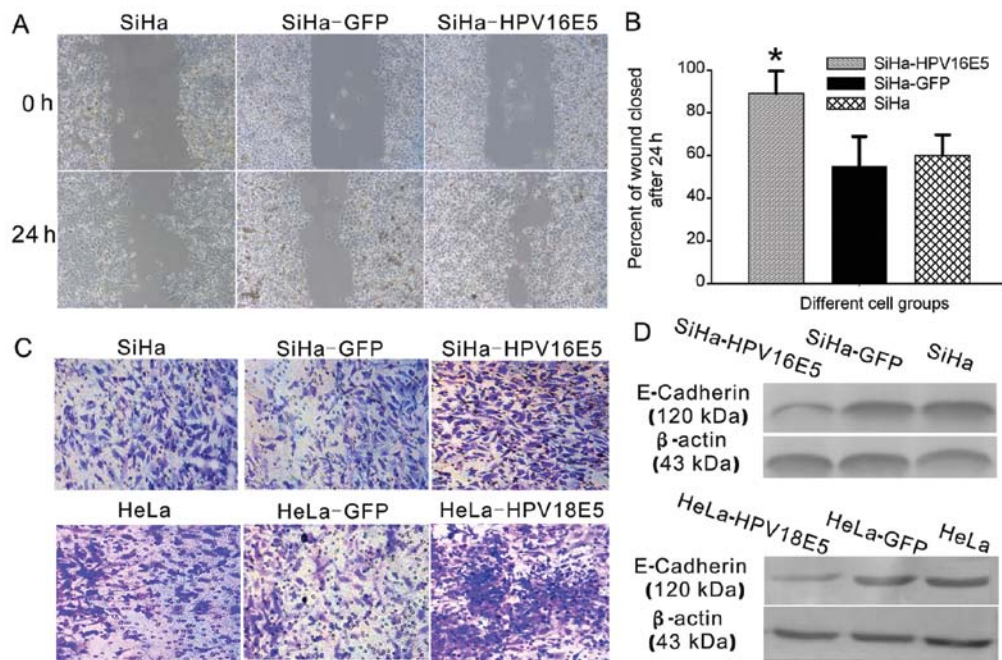 A
SiHa
SiHa-GFP
SiHa-HPV16E5
0 h
24 h
B
*
SiHa-HPV16E5
SiHa-GFP
SiHa
100
80
60
40
20
0
Percent of wound closed
after 24 h
Different cell groups
C
SiHa
SiHa-GFP
SiHa-HPV16E5
HeLa
HeLa-GFP
HeLa-HPV18E5
D
SiHa-HPV16E5
SiHa-GFP
SiHa
E-Cadherin
(120 kDa)
β-actin
(43 kDa)
HeLa-HPV18E5
HeLa-GFP
HeLa
E-Cadherin
(120 kDa)
β-actin
(43 kDa)